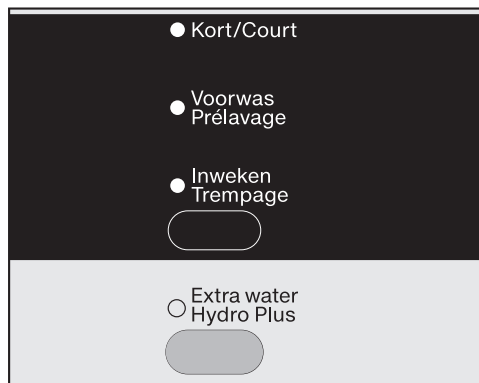 Kort/Court
Voorwas
Prélavage
Inweken
Trempage
Extra water
Hydro Plus